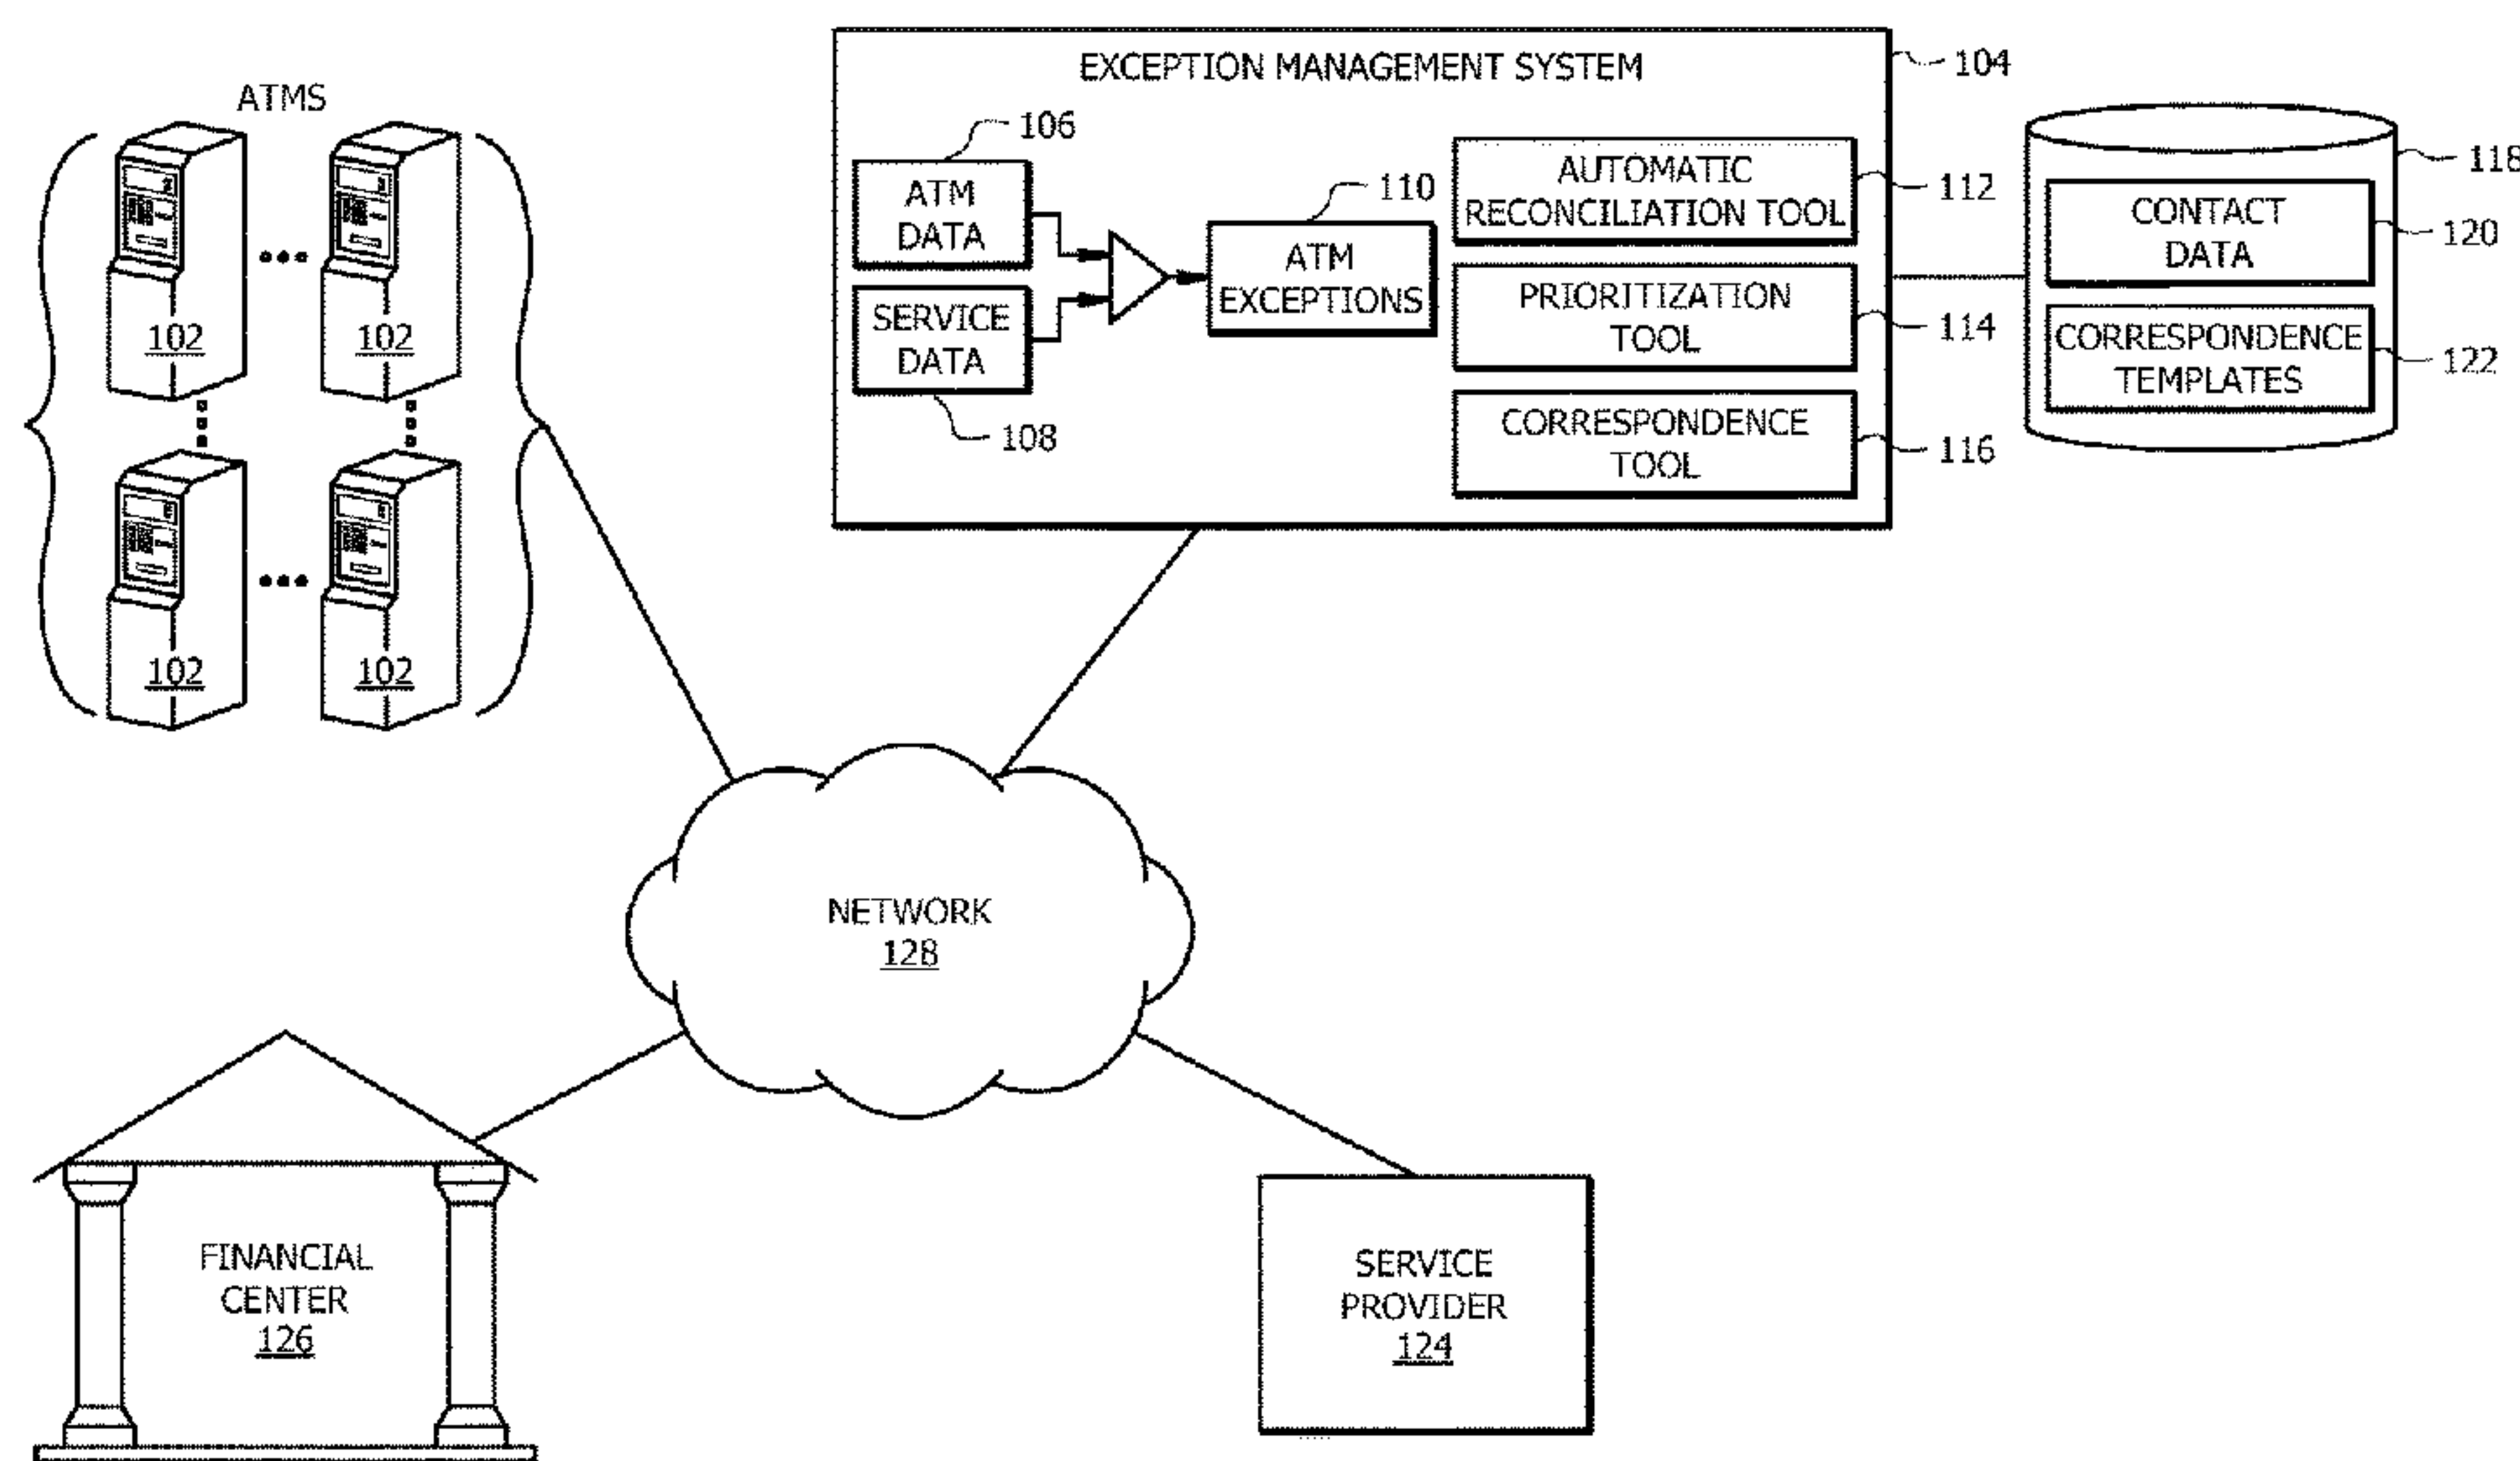 ATMS
102
102
102
102
EXCEPTION MANAGEMENT SYSTEM
104
106
ATM
DATA
SERVICE
DATA
108
110
ATM
EXCEPTIONS
AUTOMATIC
RECONCILIATION TOOL
112
PRIORITIZATION
TOOL
114
CORRESPONDENCE
TOOL
116
118
CONTACT
DATA
120
CORRESPONDENCE
TEMPLATES
122
NETWORK
128
FINANCIAL
CENTER
126
SERVICE
PROVIDER
124